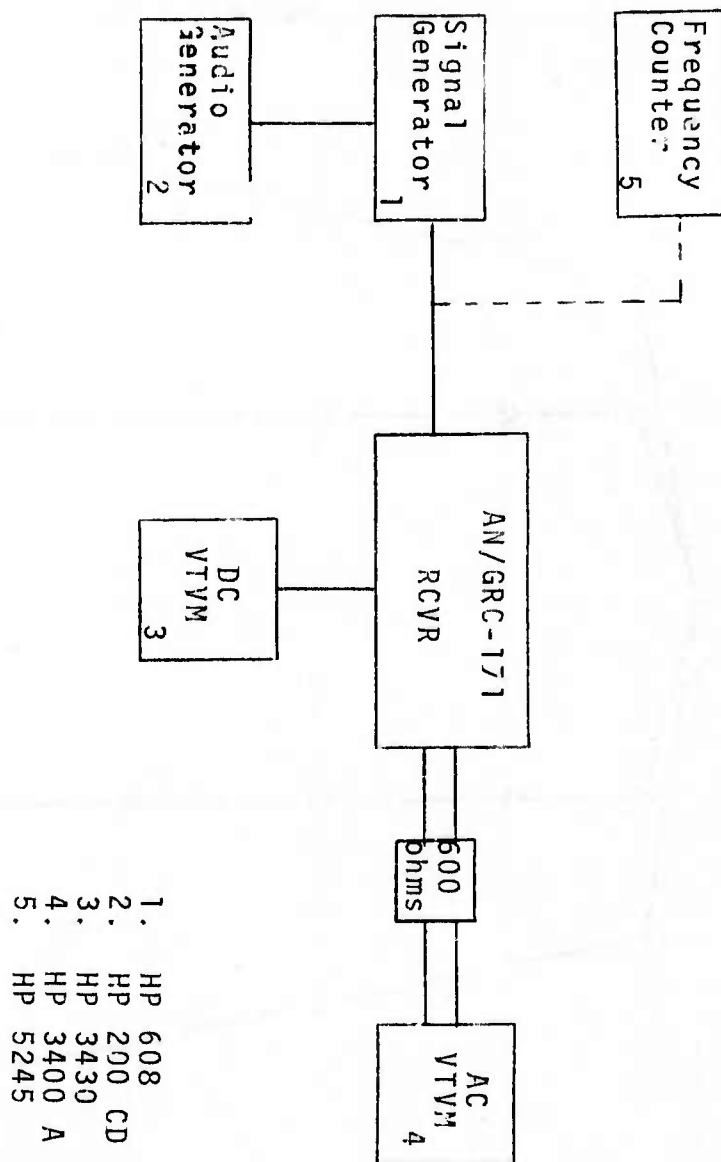 Frequency
Counter
5
Signal
Generator
1
Audio
Generator
2
AN/GRC-171
RCVR
DC
VTVM
3
600
ohms
AC
VTVM
4
1. HP 608
2. HP 200 CD
3. HP 3430
4. HP 3400 A
5. HP 5245